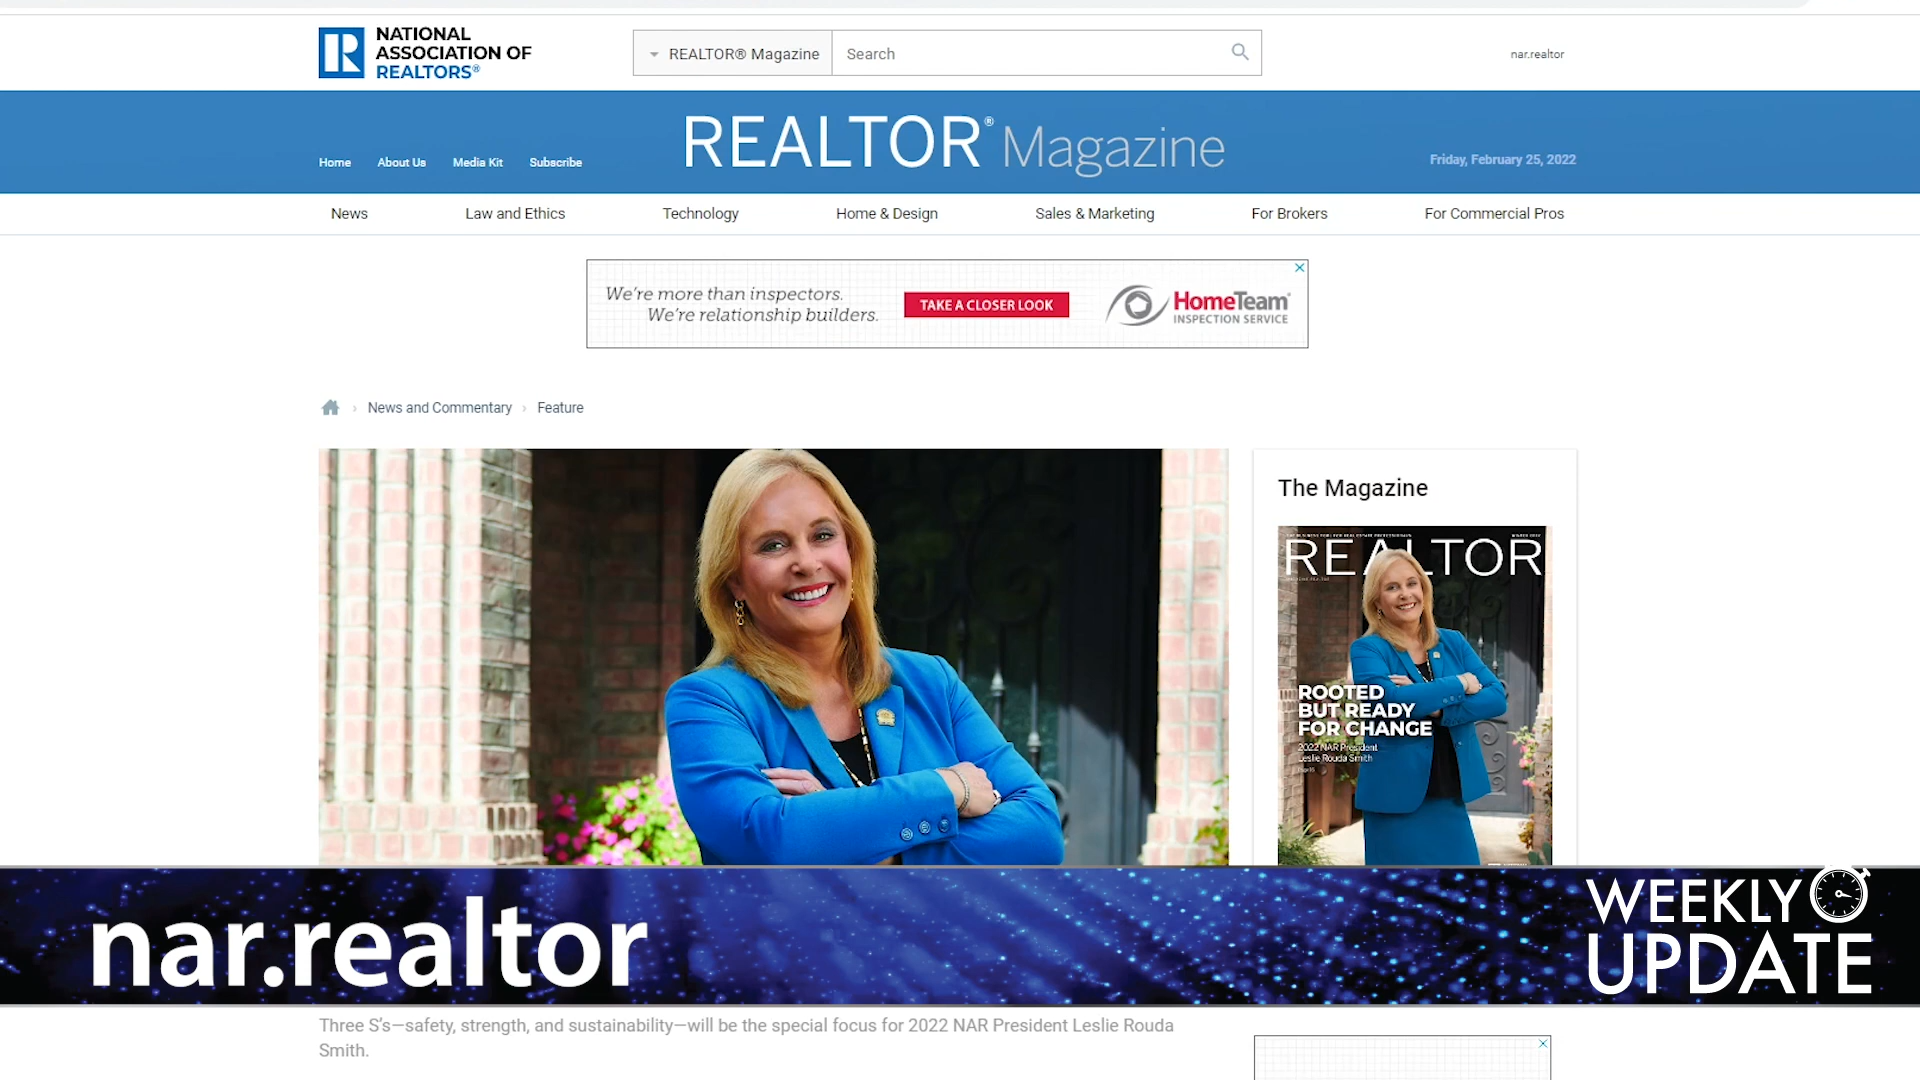 NATIONAL
ASSOCIATION OF
REALTORS®
REALTOR® Magazine
Search
nar.realtor
REALTOR® Magazine
Home
About Us
Media Kit
Subscribe
Friday, February 25, 2022
News
Law and Ethics
Technology
Home & Design
Sales & Marketing
For Brokers
For Commercial Pros
We're more than inspectors.
We're relationship builders.
TAKE A CLOSER LOOK
HomeTeam®
INSPECTION SERVICE
News and Commentary
Feature
The Magazine
REALTOR
ROOTED
BUT READY
FOR CHANGE
2022 NAR President
Leslie Rouda Smith
nar.realtor
WEEKLY
UPDATE
Three S's—safety, strength, and sustainability—will be the special focus for 2022 NAR President Leslie Rouda
Smith.